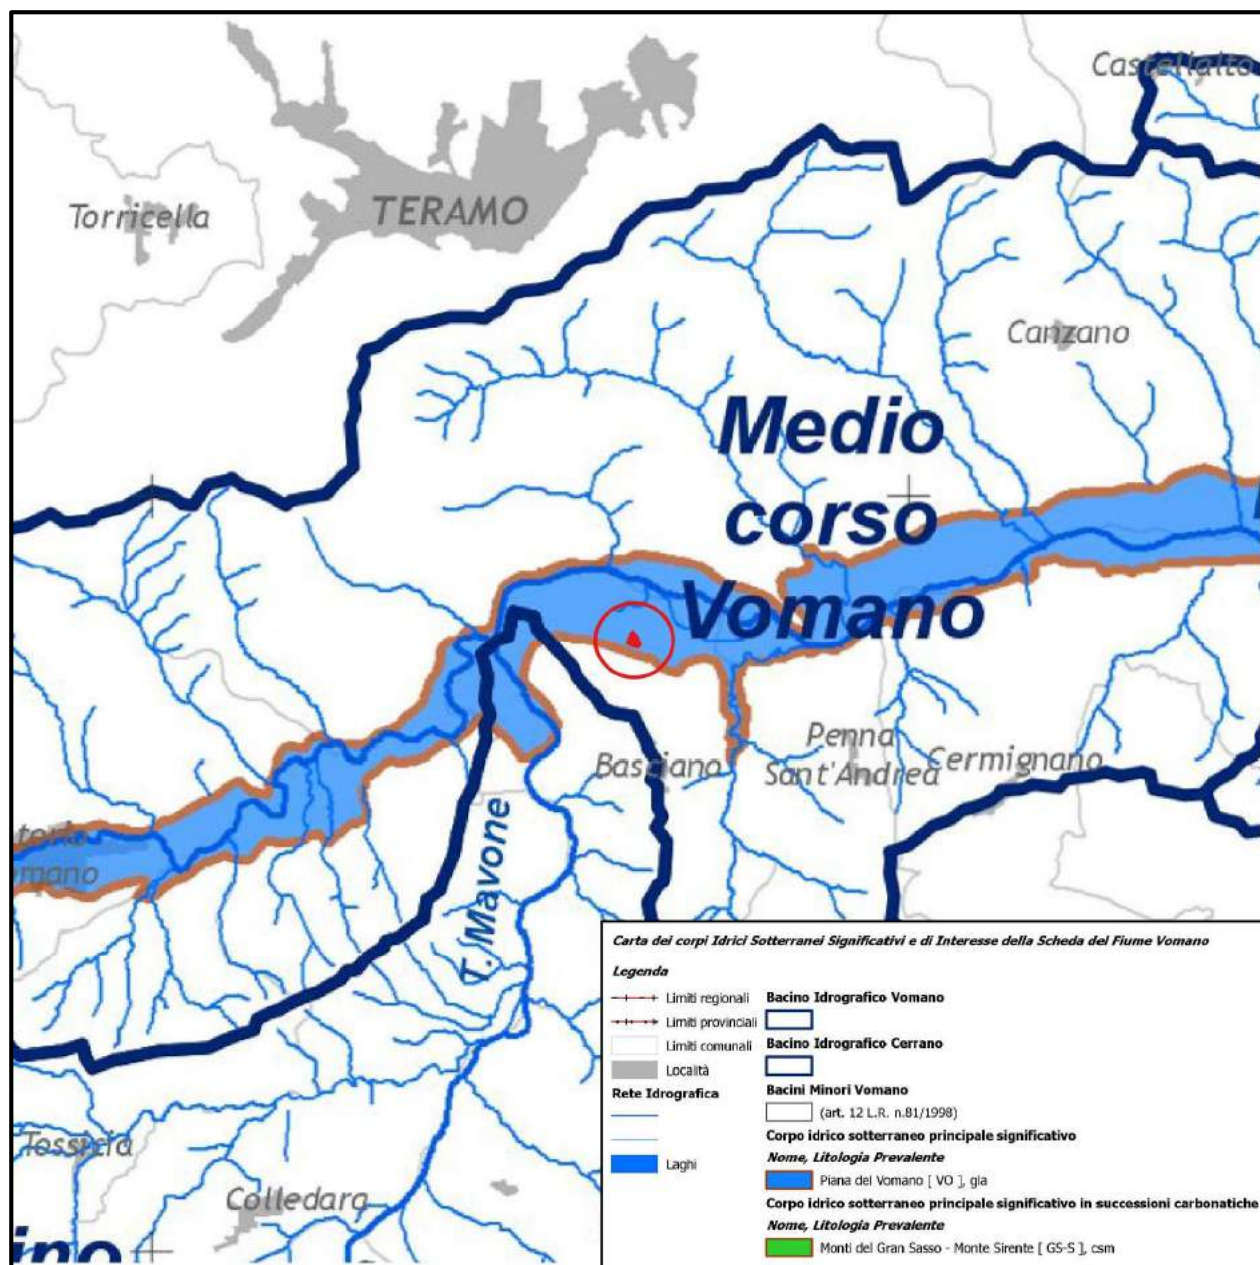 Castellalto
Torricella
TERAMO
Canzano
Medio
corso
Vomano
Basciano
Penna
Sant'Andrea
Cermignano
T. Mavone
Tossicia
Colledara
Carta dei corpi Idrici Sotterranei Significativi e di Interesse della Scheda del Fiume Vomano
Legenda
Limiti regionali
Limiti provinciali
Limiti comunali
Località
Rete Idrografica
Laghi
Bacino Idrografico Vomano
Bacino Idrografico Cerrano
Bacini Minori Vomano
(art. 12 L.R. n.81/1998)
Corpo idrico sotterraneo principale significativo
Nome, Litologia Prevalente
Piana del Vomano [ VO ], gla
Corpo idrico sotterraneo principale significativo in successioni carbonatiche
Nome, Litologia Prevalente
Monti del Gran Sasso - Monte Sirente [ GS-S ], csm